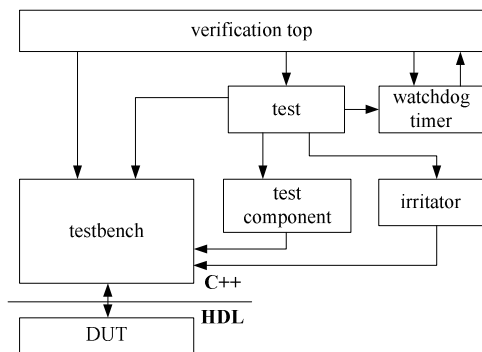 verification top
test
watchdog
timer
testbench
test
component
irritator
C++
HDL
DUT